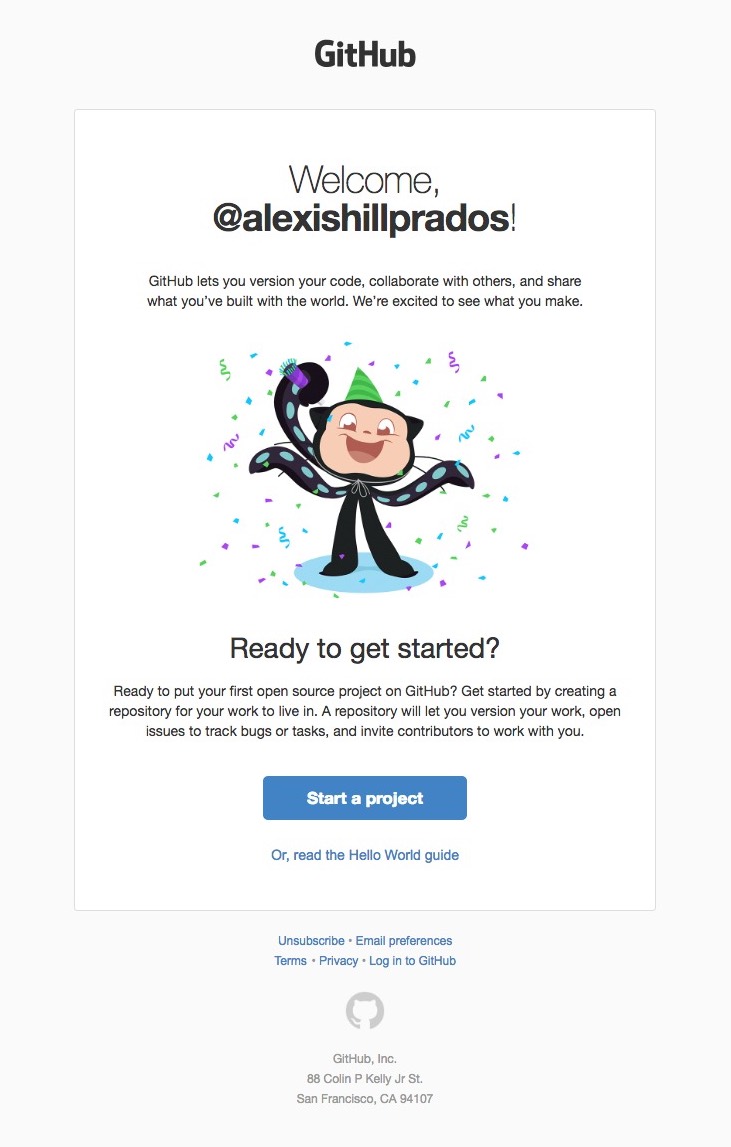 GitHub
Welcome,
@alexishillprados!
GitHub lets you version your code, collaborate with others, and share
what you’ve built with the world. We’re excited to see what you make.
Ready to get started?
Ready to put your first open source project on GitHub? Get started by creating a
repository for your work to live in. A repository will let you version your work, open
issues to track bugs or tasks, and invite contributors to work with you.
Start a project
Or, read the Hello World guide
Unsubscribe • Email preferences
Terms • Privacy • Log in to GitHub
GitHub, Inc.
88 Colin P Kelly Jr St.
San Francisco, CA 94107